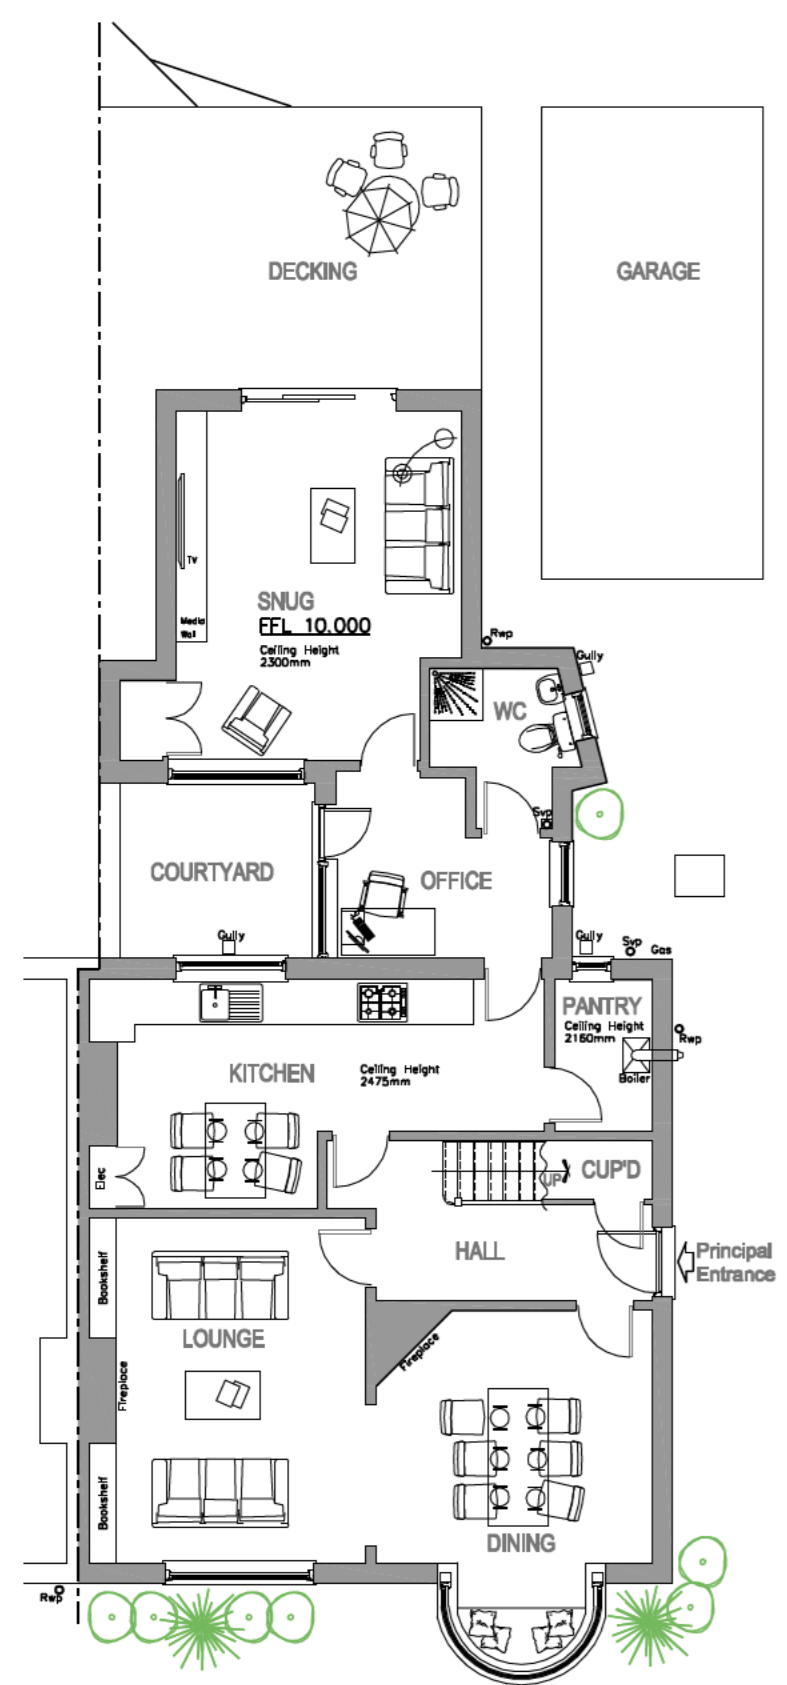 DECKING
GARAGE
TV
SNUG
FFL 10.000
Media
Wall
Ceiling Height
2300mm
Rwp
Gully
WC
Svp
COURTYARD
OFFICE
Gully
Gully
Svp
Gas
PANTRY
Ceiling Height
2160mm
Rwp
Boiler
KITCHEN
Ceiling Height
2475mm
Elec
UP
CUP'D
HALL
Principal
Entrance
Bookshelf
LOUNGE
Fireplace
Fireplace
Bookshelf
DINING
Rwp